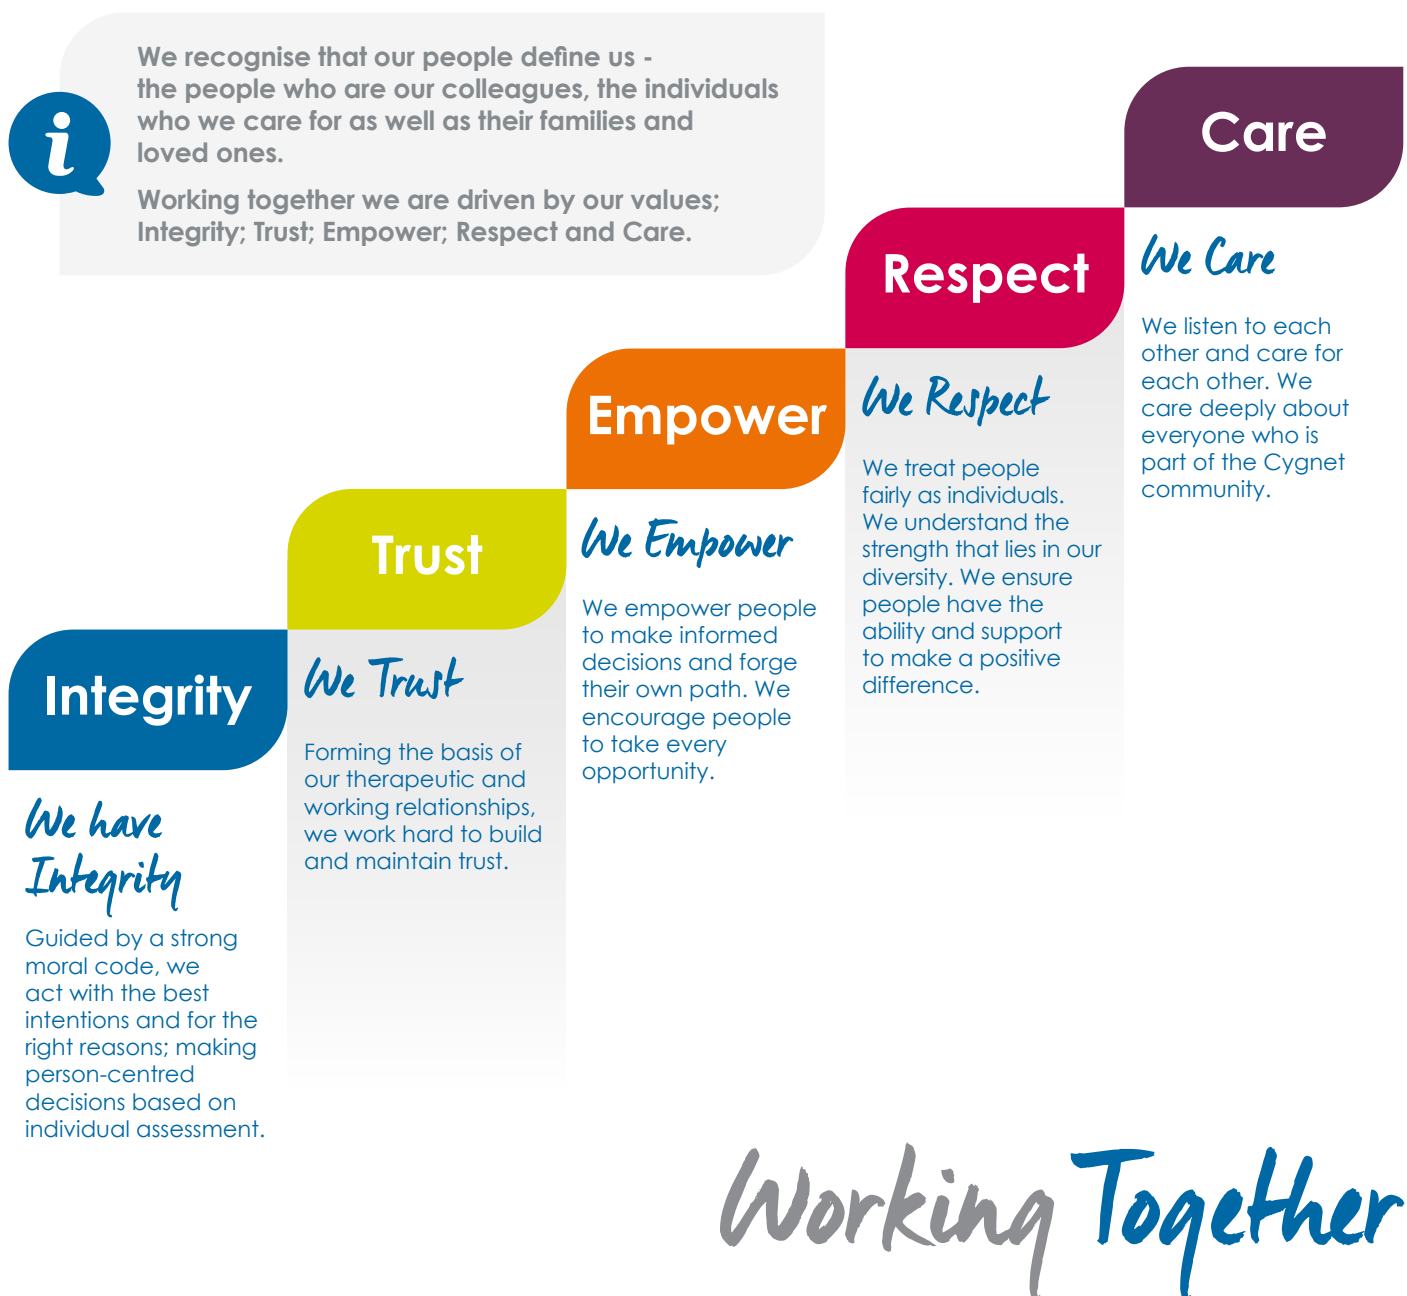 We recognise that our people define us -
the people who are our colleagues, the individuals
who we care for as well as their families and
loved ones.
Working together we are driven by our values;
Integrity; Trust; Empower; Respect and Care.
Integrity
We have
Integrity
Guided by a strong
moral code, we
act with the best
intentions and for the
right reasons; making
person-centred
decisions based on
individual assessment.
Trust
We Trust
Forming the basis of
our therapeutic and
working relationships,
we work hard to build
and maintain trust.
Empower
We Empower
We empower people
to make informed
decisions and forge
their own path. We
encourage people
to take every
opportunity.
Respect
We Respect
We treat people
fairly as individuals.
We understand the
strength that lies in our
diversity. We ensure
people have the
ability and support
to make a positive
difference.
Care
We Care
We listen to each
other and care for
each other. We
care deeply about
everyone who is
part of the Cygnet
community.
Working Together